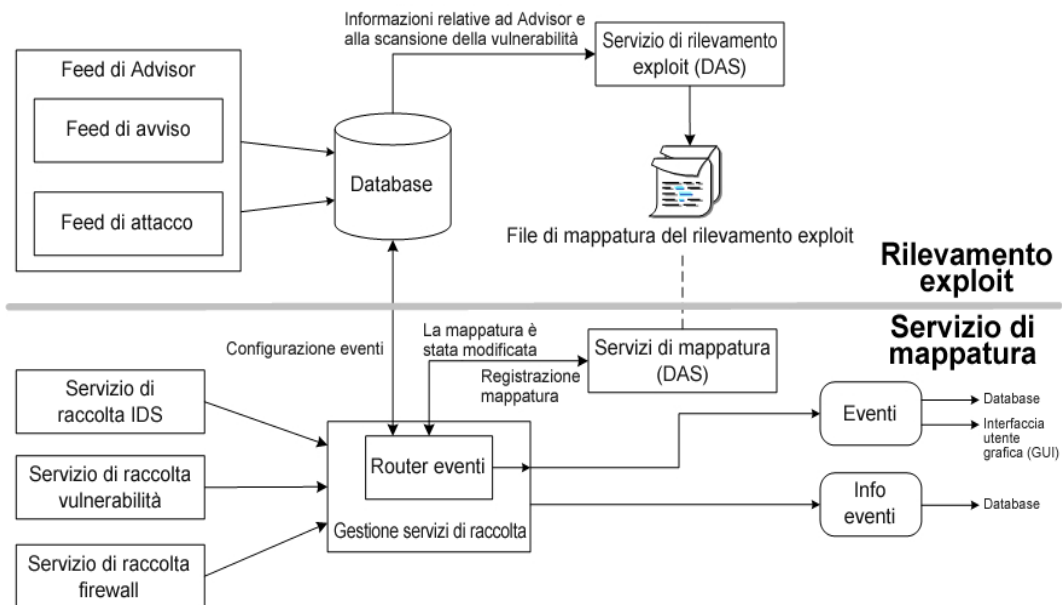 Informazioni relative ad Advisor e
alla scansione della vulnerabilità
Servizio di rilevamento
exploit (DAS)
Feed di Advisor
Feed di avviso
Feed di attacco
Database
File di mappatura del rilevamento exploit
Rilevamento
exploit
Servizio di
mappatura
Configurazione eventi
La mappatura è
stata modificata
Registrazione
mappatura
Servizi di mappatura
(DAS)
Servizio di
raccolta IDS
Servizio di raccolta
vulnerabilità
Servizio di raccolta
firewall
Router eventi
Gestione servizi di raccolta
Eventi
Database
Interfaccia
utente
grafica (GUI)
Info
eventi
Database